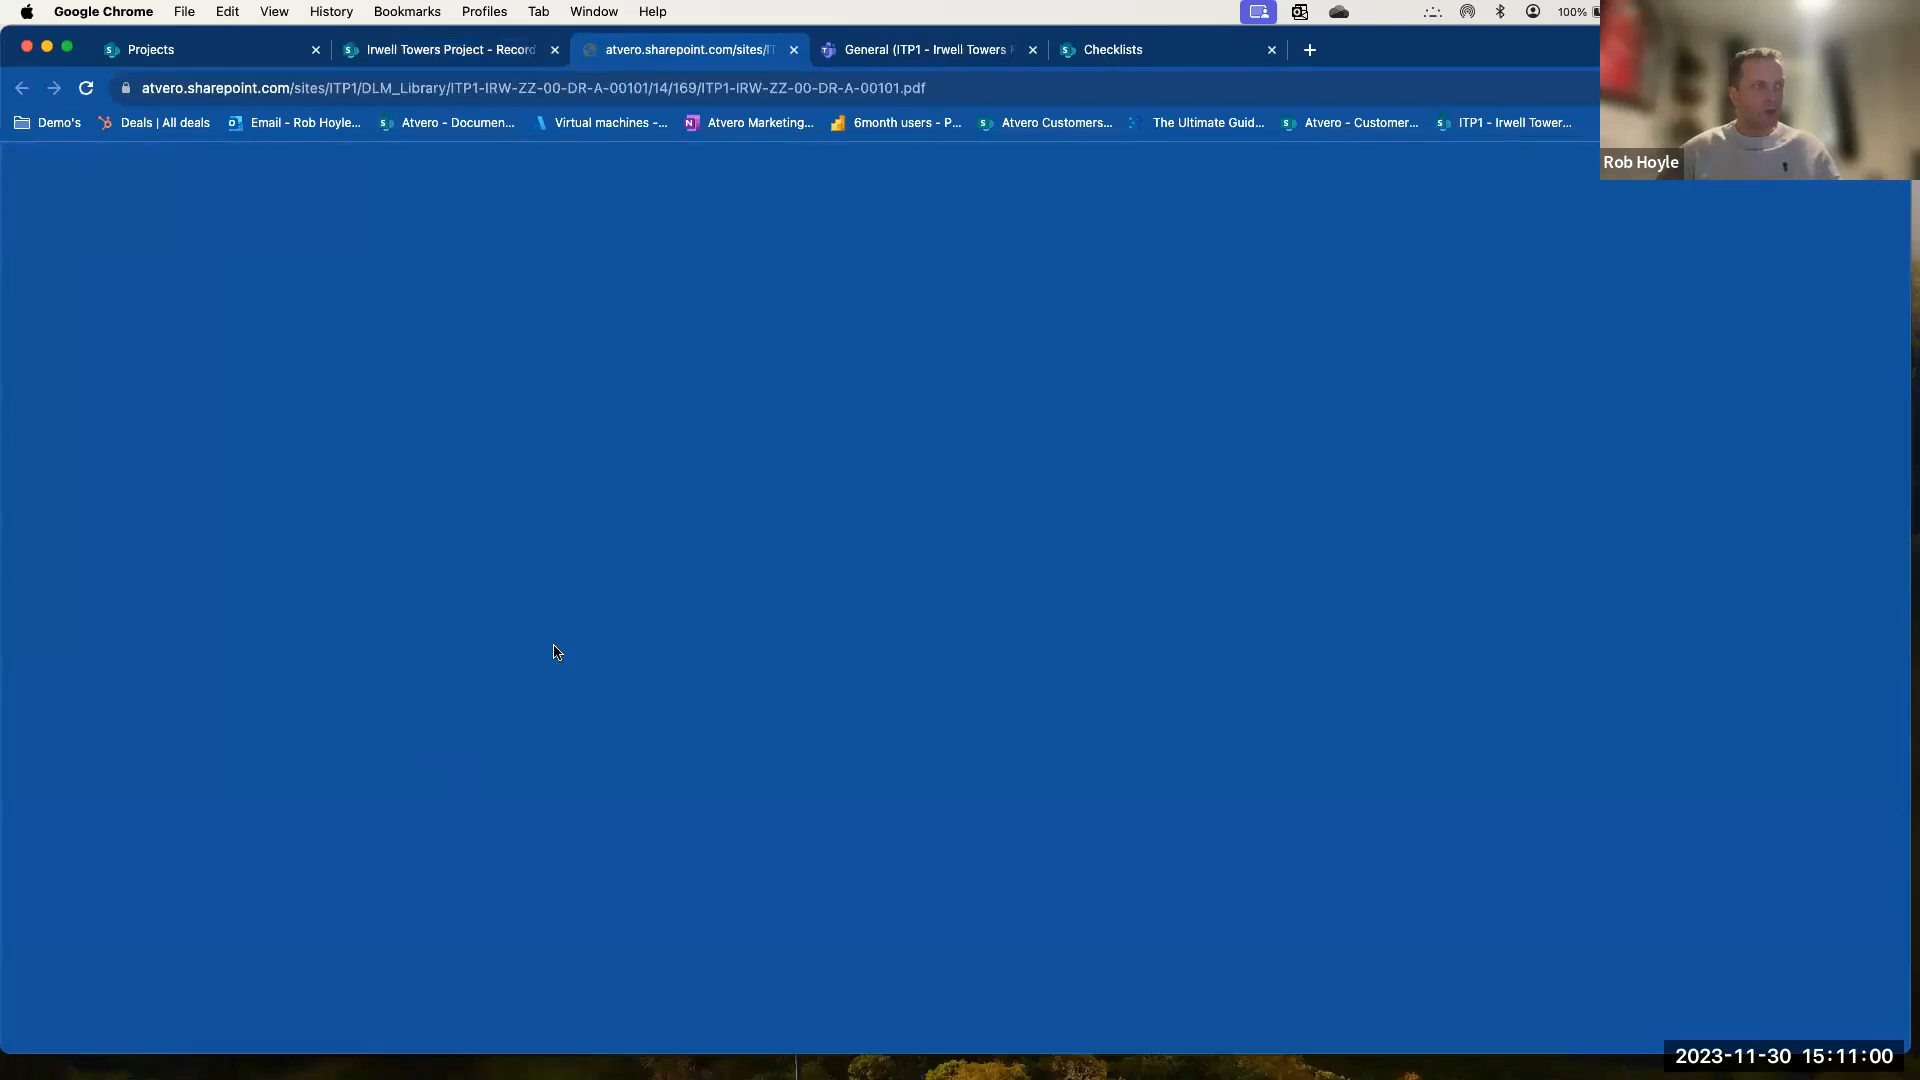 Google Chrome File Edit View History Bookmarks Profiles Tab Window Help 100%
Projects Irwell Towers Project - Record atvero.sharepoint.com/sites/IT General (ITP1 - Irwell Towers Checklists
atvero.sharepoint.com/sites/ITP1/DLM_Library/ITP1-IRW-ZZ-00-DR-A-00101/14/169/ITP1-IRW-ZZ-00-DR-A-00101.pdf
Demo's Deals | All deals Email - Rob Hoyle... Atvero - Documen... Virtual machines -... Atvero Marketing... 6month users - P... Atvero Customers... The Ultimate Guid... Atvero - Customer... ITP1 - Irwell Tower...
Rob Hoyle
2023-11-30 15:11:00